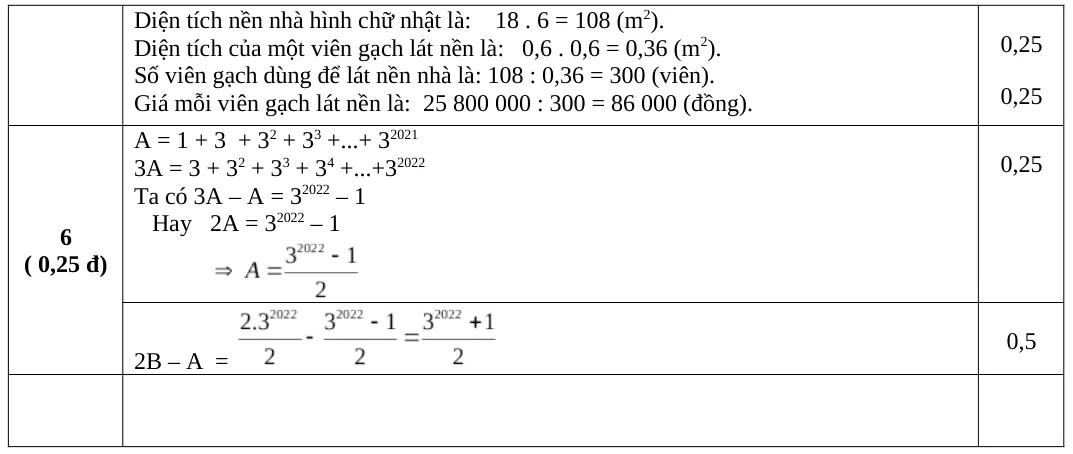 Diện tích nền nhà hình chữ nhật là: 18 . 6 = 108 (m²).
Diện tích của một viên gạch lát nền là: 0,6 . 0,6 = 0,36 (m²).
Số viên gạch dùng để lát nền nhà là: 108 : 0,36 = 300 (viên).
Giá mỗi viên gạch lát nền là: 25 800 000 : 300 = 86 000 (đồng).
0,25
0,25
6
( 0,25 đ)
A = 1 + 3 + 3² + 3³ +...+ 3²⁰²¹
3A = 3 + 3² + 3³ + 3⁴ +...+3²⁰²²
Ta có 3A – A = 3²⁰²² – 1
Hay 2A = 3²⁰²² – 1
⇒ A = (3²⁰²² - 1)/2
0,25
2B – A = 2.3²⁰²²/2 - (3²⁰²² - 1)/2 = (3²⁰²² + 1)/2
0,5